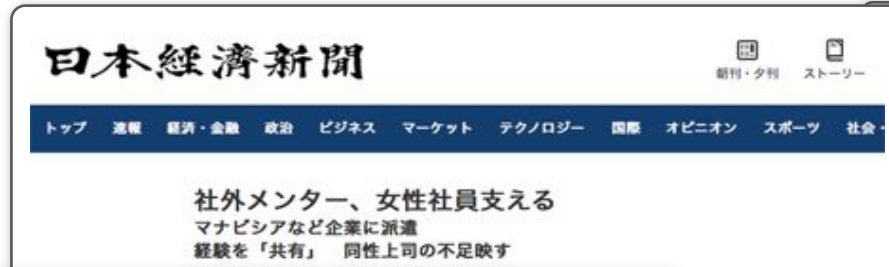 日本経済新聞
朝刊・夕刊 ストーリー
トップ 速報 経済・金融 政治 ビジネス マーケット テクノロジー 国際 オピニオン スポーツ 社会・
社外メンター、女性社員支える
マナビシアなど企業に派遣
経験を「共有」 同性上司の不足映す